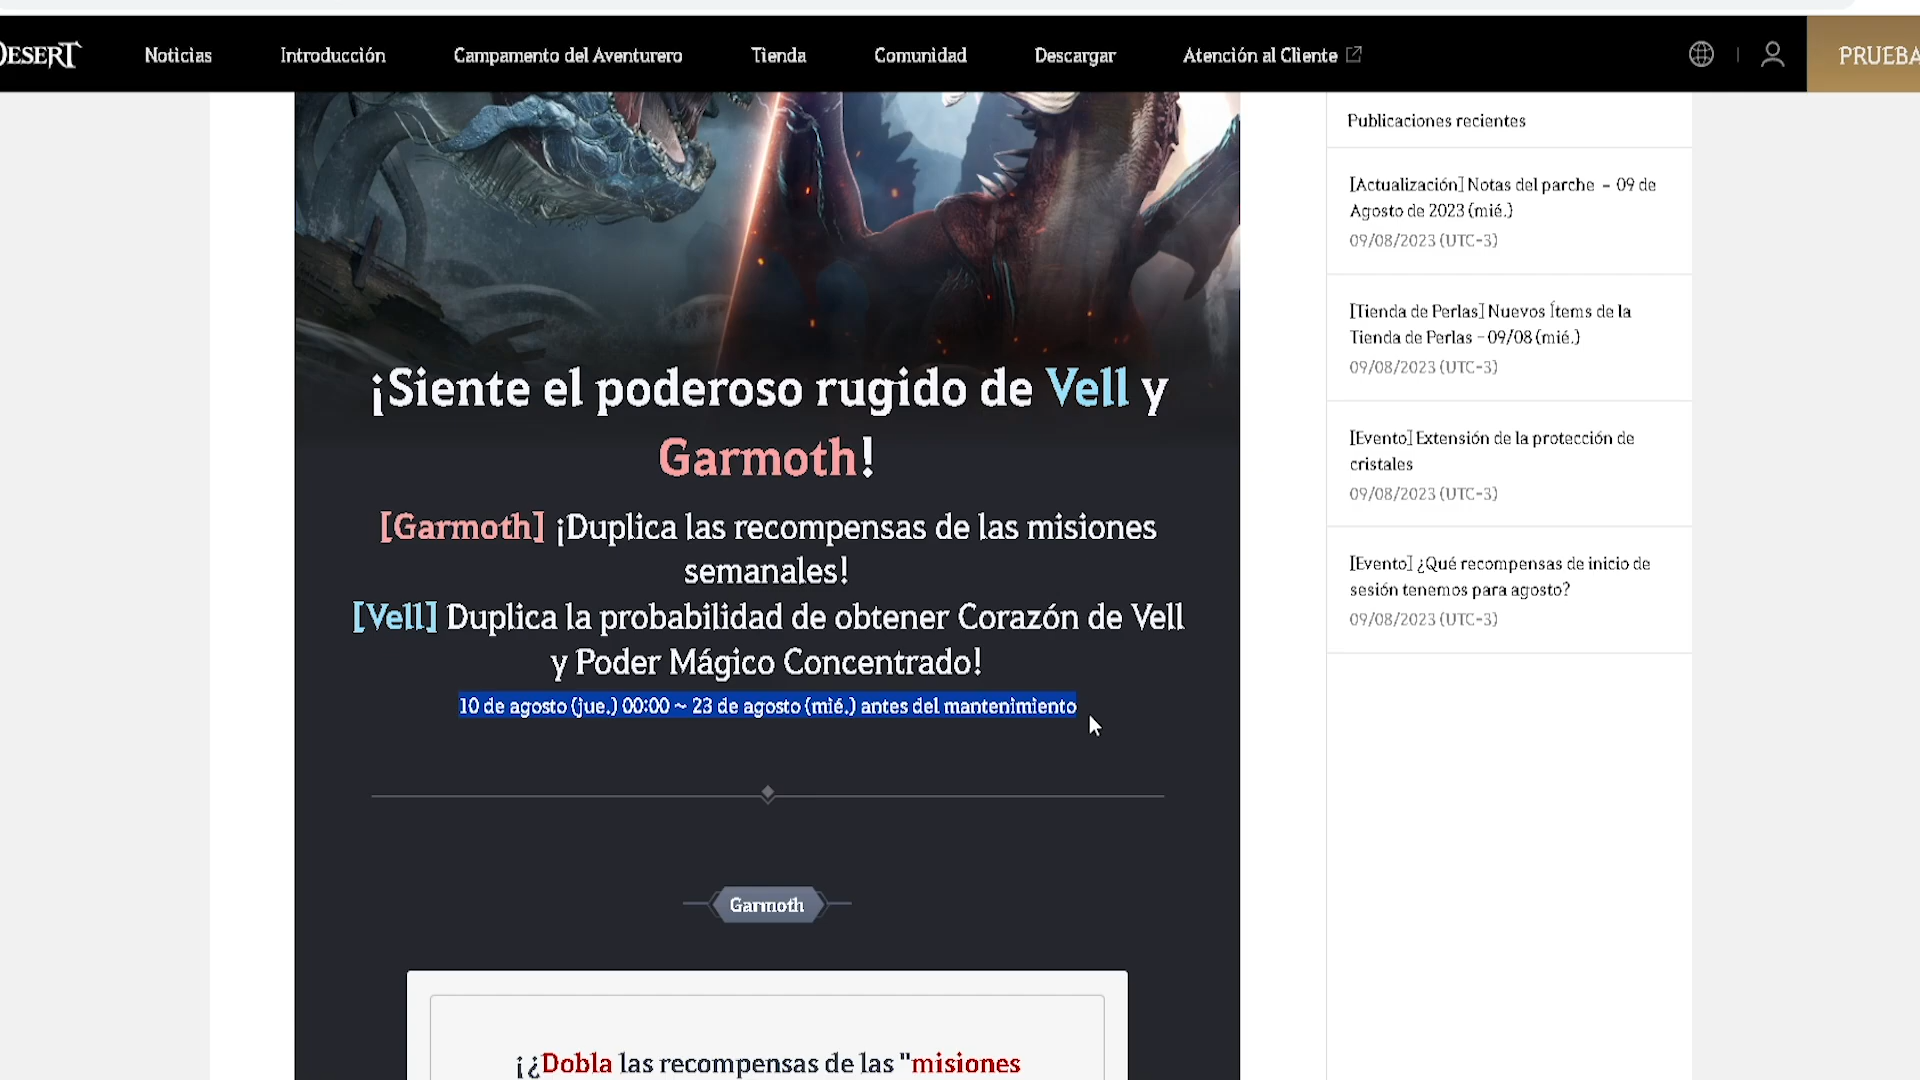 DESERT
Noticias
Introducción
Campamento del Aventurero
Tienda
Comunidad
Descargar
Atención al Cliente
¡Siente el poderoso rugido de Vell y
Garmoth!
[Garmoth] ¡Duplica las recompensas de las misiones
semanales!
[Vell] Duplica la probabilidad de obtener Corazón de Vell
y Poder Mágico Concentrado!
10 de agosto (jue.) 00:00 ~ 23 de agosto (mié.) antes del mantenimiento
Garmoth
¡¿Dobla las recompensas de las "misiones
Publicaciones recientes
[Actualización] Notas del parche – 09 de
Agosto de 2023 (mié.)
09/08/2023 (UTC-3)
[Tienda de Perlas] Nuevos Ítems de la
Tienda de Perlas - 09/08 (mié.)
09/08/2023 (UTC-3)
[Evento] Extensión de la protección de
cristales
09/08/2023 (UTC-3)
[Evento] ¿Qué recompensas de inicio de
sesión tenemos para agosto?
09/08/2023 (UTC-3)